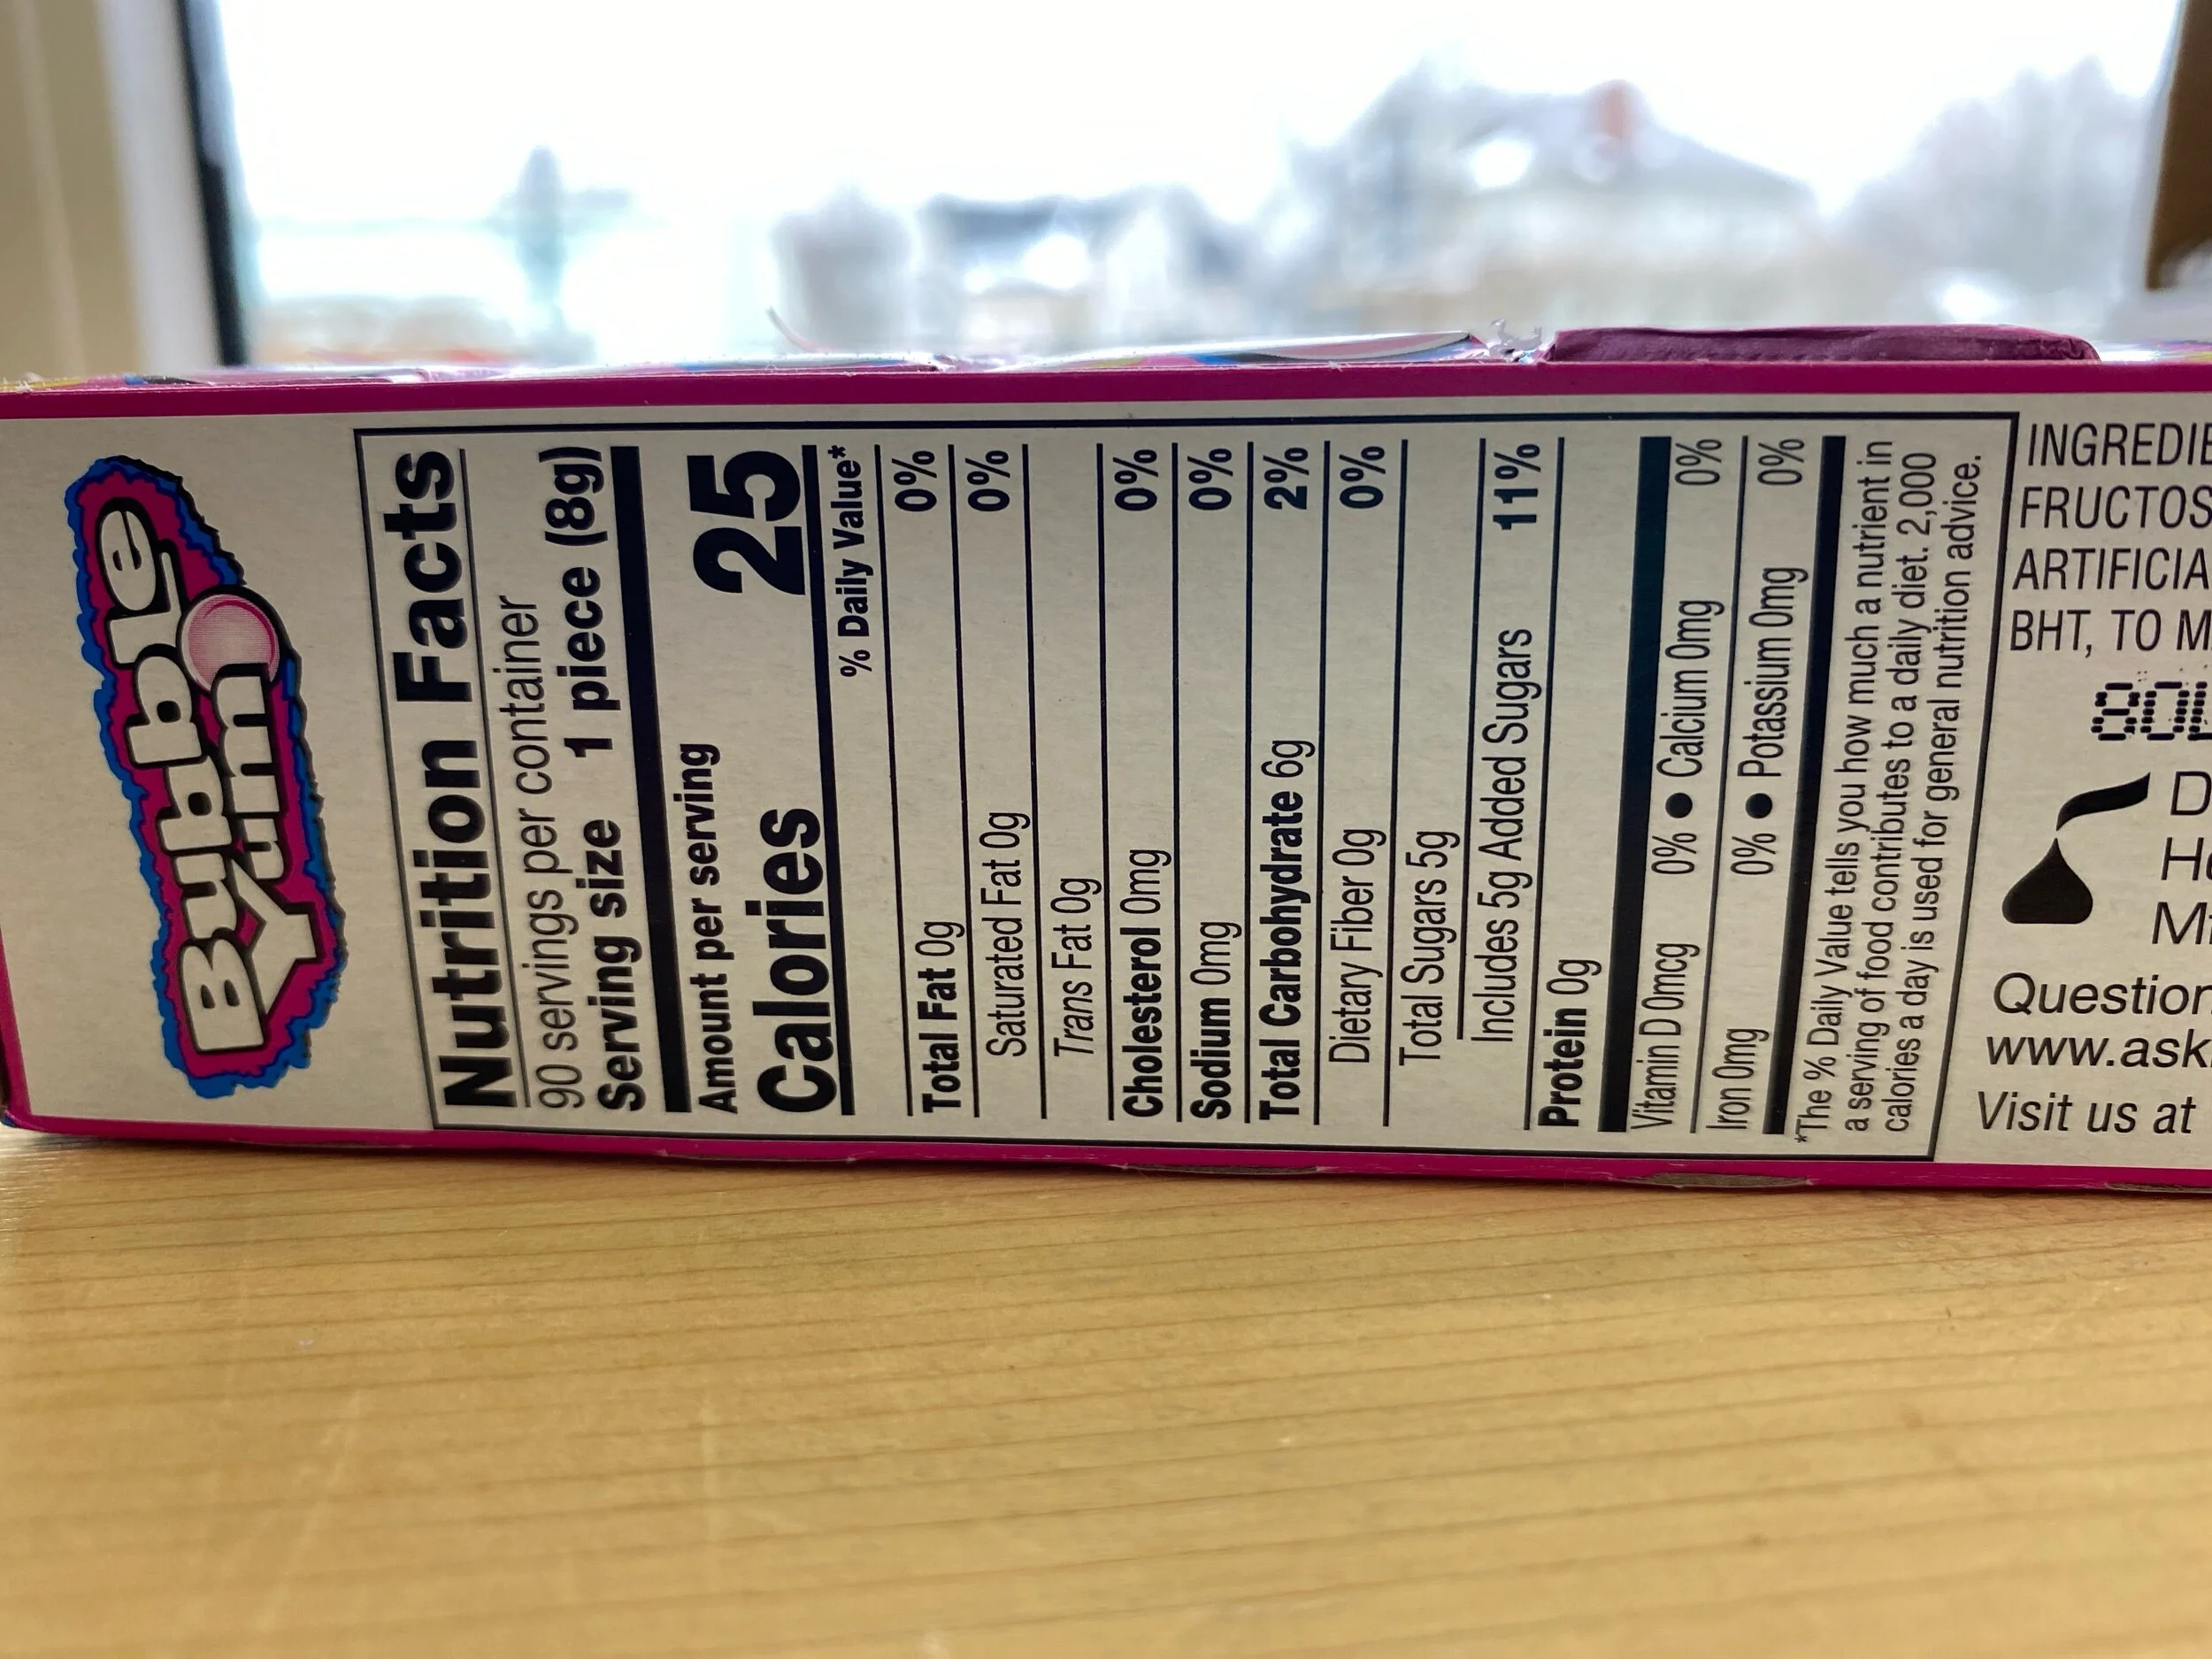 Bubble
Yum
Nutrition Facts
90 servings per container
Serving size 1 piece (8g)
Amount per serving
Calories 25
% Daily Value*
Total Fat 0g 0%
Saturated Fat 0g 0%
Trans Fat 0g
Cholesterol 0mg 0%
Sodium 0mg 0%
Total Carbohydrate 6g 2%
Dietary Fiber 0g 0%
Total Sugars 5g
Includes 5g Added Sugars 11%
Protein 0g
Vitamin D 0mcg 0% ● Calcium 0mg 0%
Iron 0mg 0% ● Potassium 0mg 0%
*The % Daily Value tells you how much a nutrient in
a serving of food contributes to a daily diet. 2,000
calories a day is used for general nutrition advice.
INGREDIE
FRUCTOS
ARTIFICIA
BHT, TO M
D
H
Mi
Question
www.ask
Visit us at